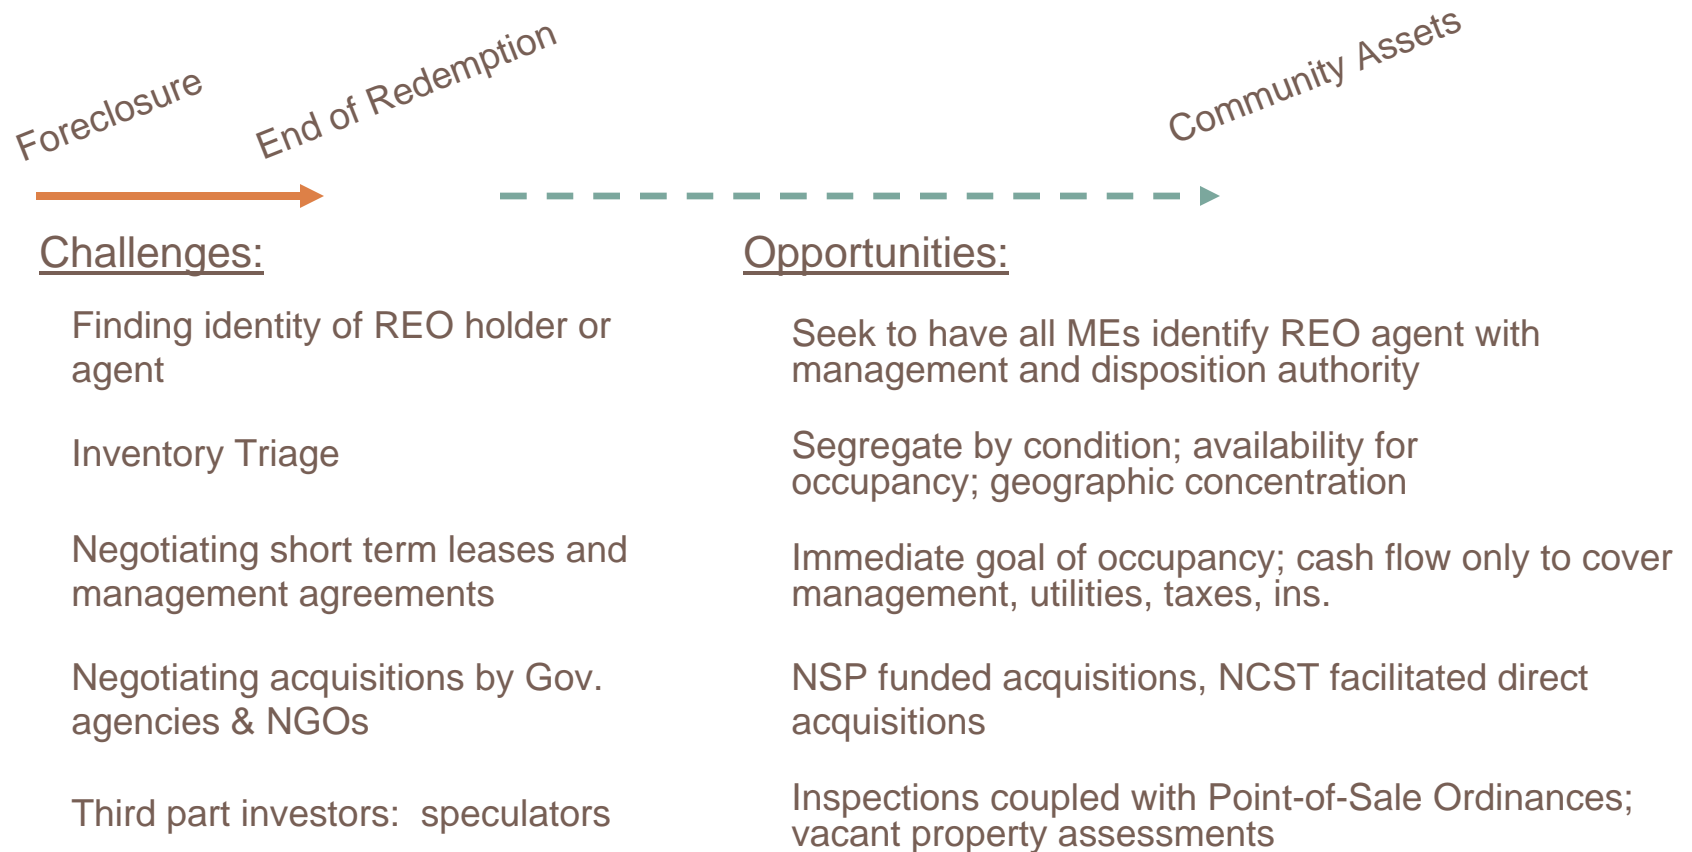 Foreclosure
End of Redemption
Community Assets
Challenges:
Finding identity of REO holder or
agent
Inventory Triage
Negotiating short term leases and
management agreements
Negotiating acquisitions by Gov.
agencies & NGOs
Third part investors:  speculators
Opportunities:
Seek to have all MEs identify REO agent with
management and disposition authority
Segregate by condition; availability for
occupancy; geographic concentration
Immediate goal of occupancy; cash flow only to cover
management, utilities, taxes, ins.
NSP funded acquisitions, NCST facilitated direct
acquisitions
Inspections coupled with Point-of-Sale Ordinances;
vacant property assessments